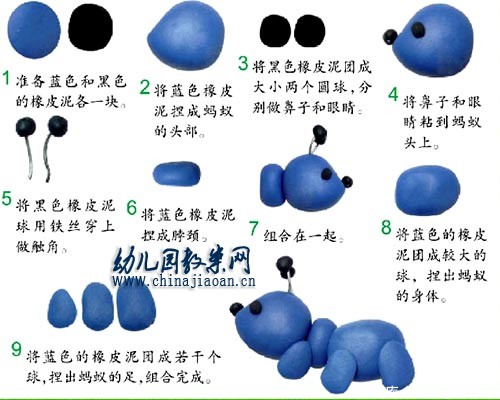 1 准备蓝色和黑色
的橡皮泥各一块。
2 将蓝色橡皮
泥捏成蚂蚁
的头部。
3 将黑色橡皮泥团成
大小两个圆球,分
别做鼻子和眼睛。
4 将鼻子和眼
睛粘到蚂蚁
头上。
5 将黑色橡皮泥
球用铁丝穿上
做触角。
6 将蓝色橡皮泥
捏成脖颈。
7 组合在一起。
8 将蓝色的橡皮
泥团成较大的
球,捏出蚂蚁
的身体。
幼儿园教案网
www.chinajiaoan.cn
9 将蓝色的橡皮泥团成若干个
球,捏出蚂蚁的足,组合完成。